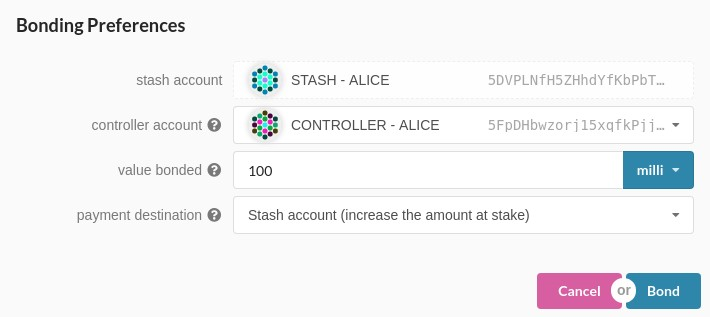 Bonding Preferences
stash account STASH - ALICE 5DVPLNfH5ZHhdYfKbPbT…
controller account ? CONTROLLER - ALICE 5FpDHbwzorj15xqfkPjj…
value bonded ? 100 milli
payment destination ? Stash account (increase the amount at stake)
Cancel or Bond